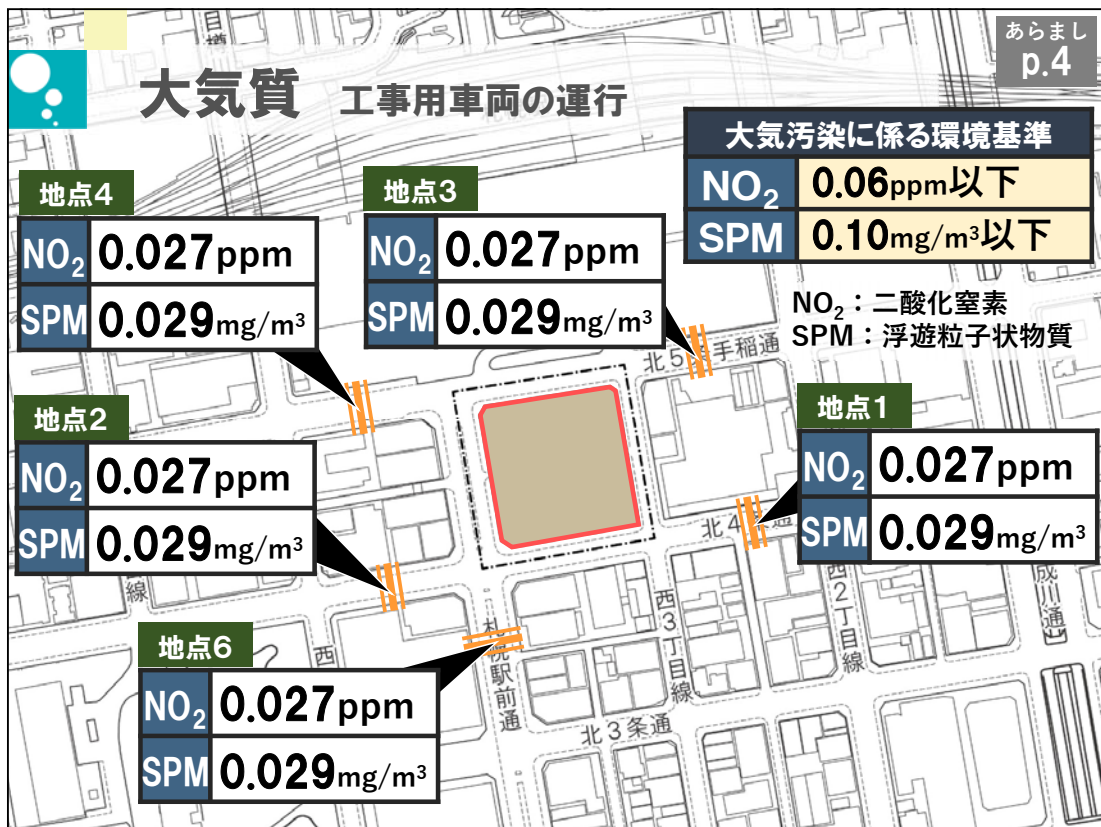 あらまし
p.4
大気質 工事用車両の運行
大気汚染に係る環境基準
NO₂ 0.06ppm以下
SPM 0.10mg/m³以下
NO₂：二酸化窒素
SPM：浮遊粒子状物質
地点4
NO₂ 0.027ppm
SPM 0.029mg/m³
地点3
NO₂ 0.027ppm
SPM 0.029mg/m³
北5条手稲通
地点2
NO₂ 0.027ppm
SPM 0.029mg/m³
地点1
NO₂ 0.027ppm
SPM 0.029mg/m³
北4条通
地点6
NO₂ 0.027ppm
SPM 0.029mg/m³
札幌駅前通
西3丁目線
西2丁目線
成川通
北3条通
西
線